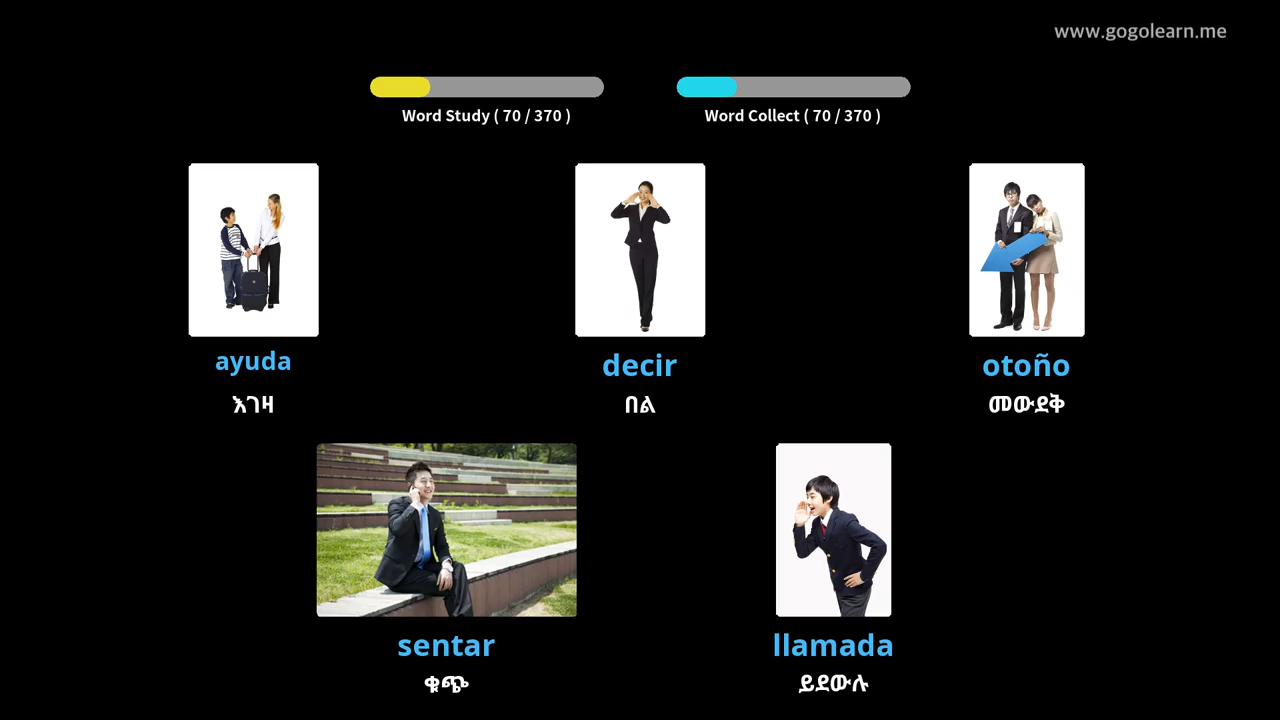 www.gogolearn.me
Word Study ( 70 / 370 )
Word Collect ( 70 / 370 )
ayuda
እገዛ
decir
በል
otoño
መውደቅ
sentar
ቁጭ
llamada
ይደውሉ